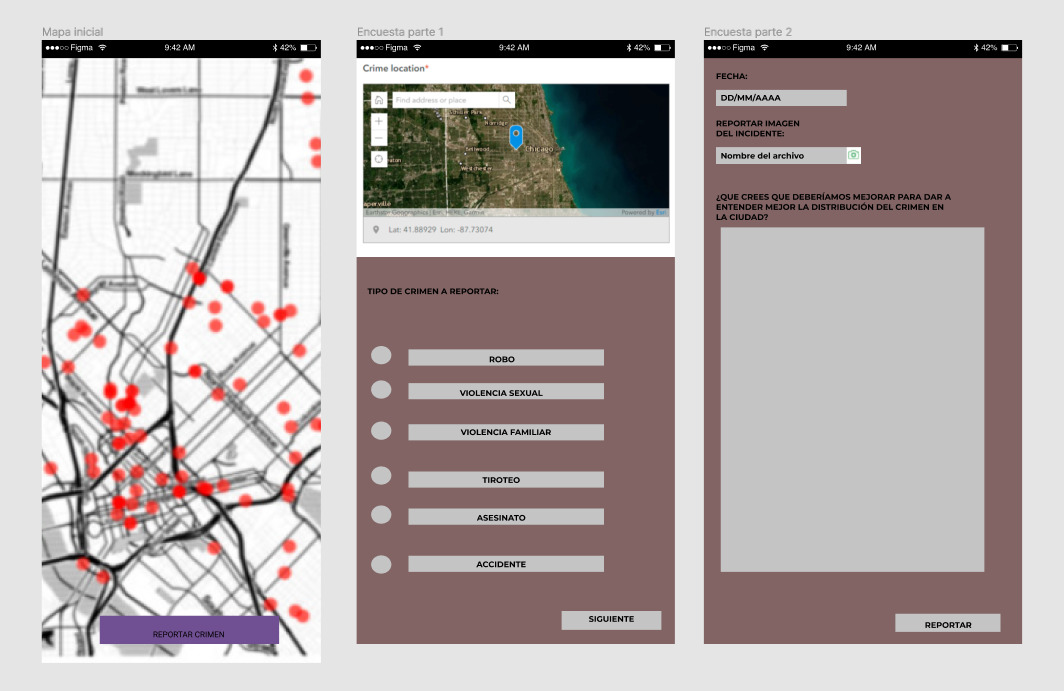 Mapa inicial
Figma 9:42 AM 42%
Mockingbird Lane
REPORTAR CRIMEN
Encuesta parte 1
Figma 9:42 AM 42%
Crime location*
Find address or place
+
Chicago
Powered by Esri
Lat: 41.88929 Lon: -87.73074
TIPO DE CRIMEN A REPORTAR:
ROBO
VIOLENCIA SEXUAL
VIOLENCIA FAMILIAR
TIROTEO
ASESINATO
ACCIDENTE
SIGUIENTE
Encuesta parte 2
Figma 9:42 AM 42%
FECHA:
DD/MM/AAAA
REPORTAR IMAGEN
DEL INCIDENTE:
Nombre del archivo
¿QUE CREES QUE DEBERÍAMOS MEJORAR PARA DAR A
ENTENDER MEJOR LA DISTRIBUCIÓN DEL CRIMEN EN
LA CIUDAD?
REPORTAR